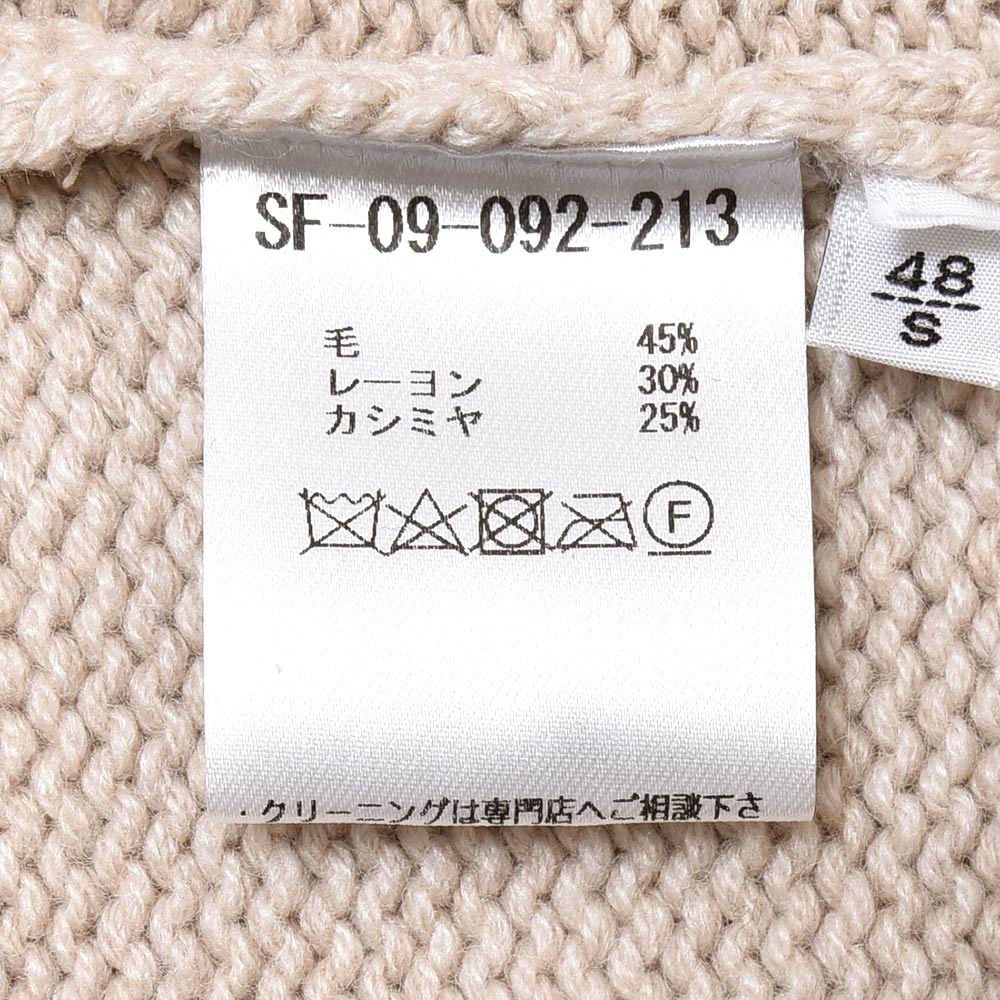 SF-09-092-213
48
S
毛 45%
レーヨン 30%
カシミヤ 25%
F
・クリーニングは専門店へご相談下さ